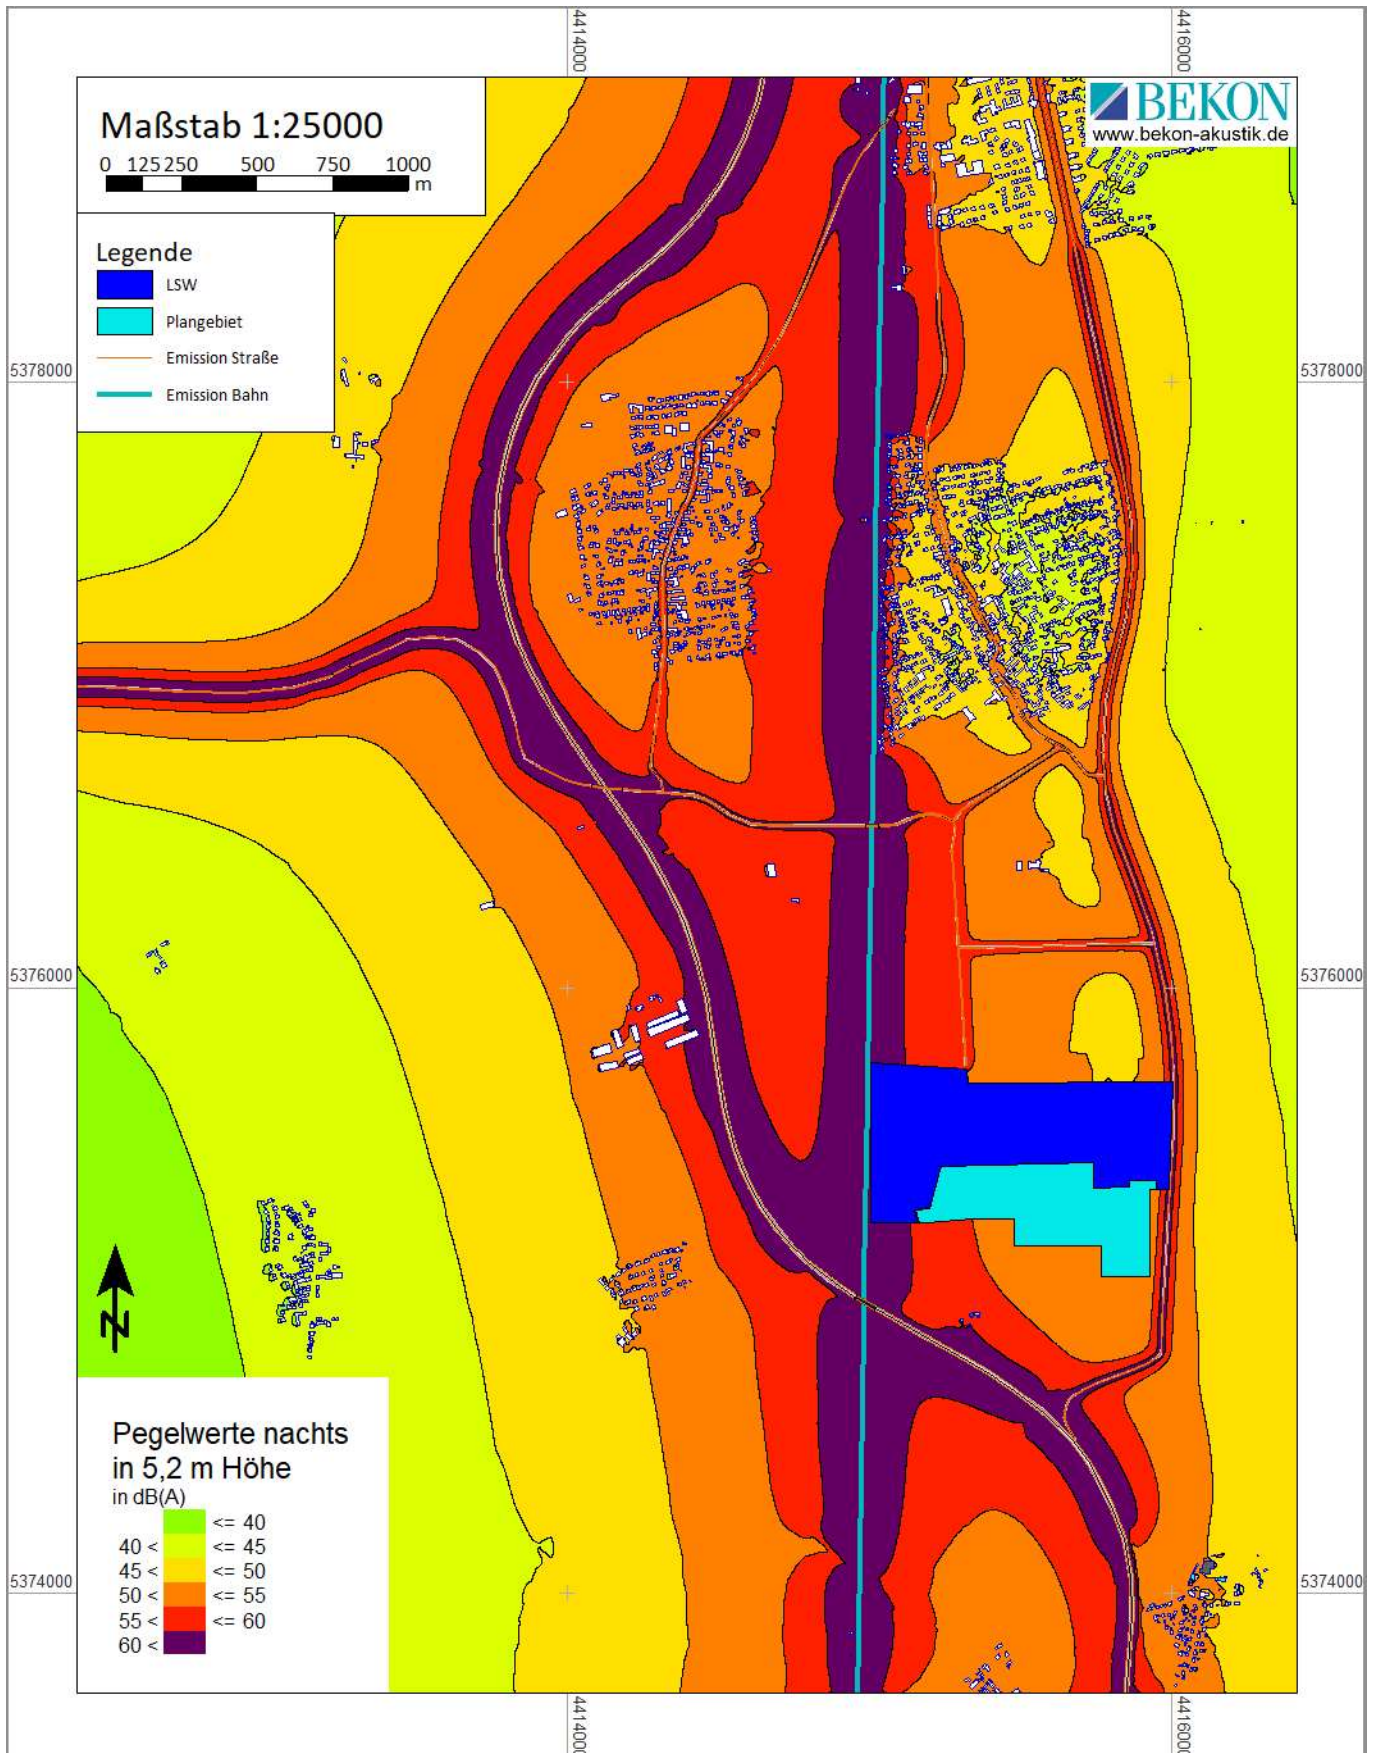 4414000
4416000
Maßstab 1:25000
0 125 250 500 750 1000
m
BEKON
www.bekon-akustik.de
Legende
LSW
Plangebiet
Emission Straße
Emission Bahn
5378000
5378000
5376000
5376000
N
Pegelwerte nachts
in 5,2 m Höhe
in dB(A)
<= 40
40 < <= 45
45 < <= 50
50 < <= 55
55 < <= 60
60 <
5374000
5374000
4414000
4416000